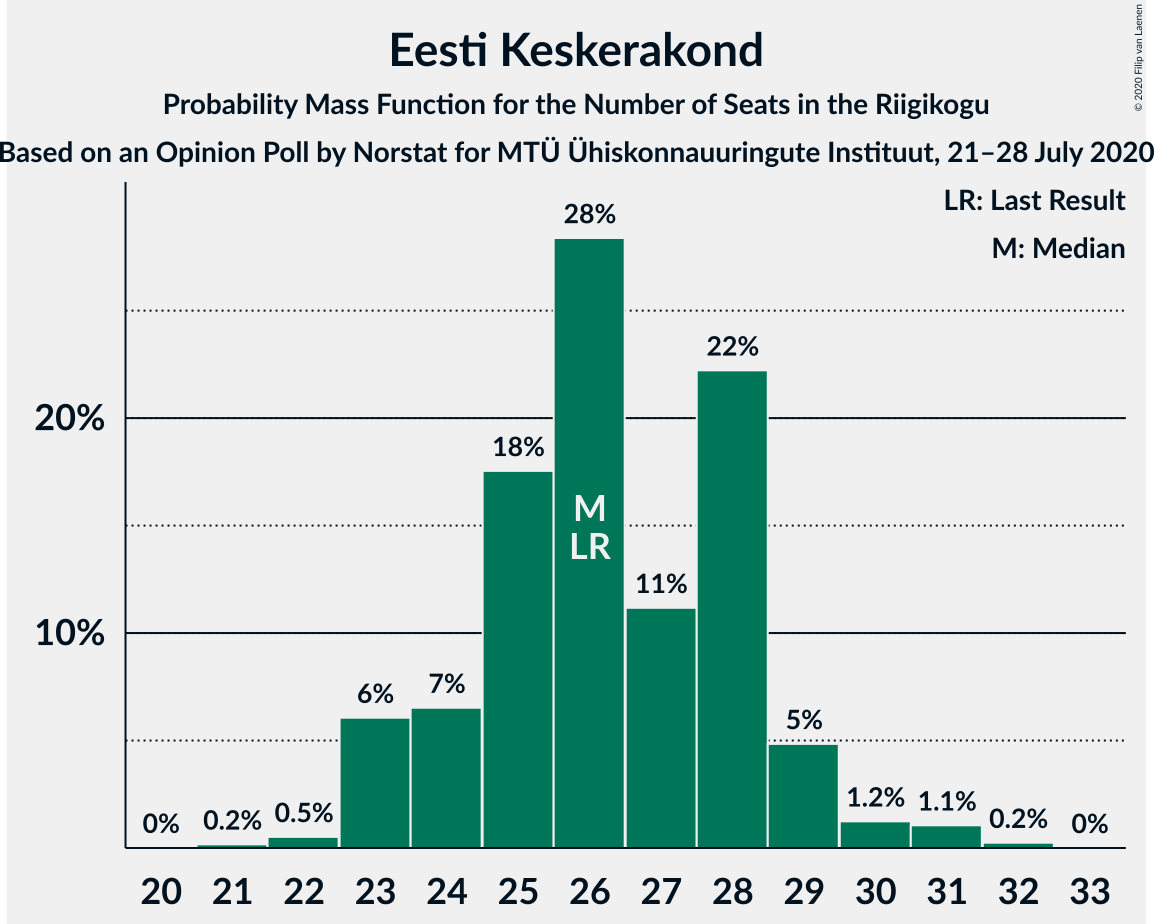 Eesti Keskerakond
Probability Mass Function for the Number of Seats in the Riigikogu
Based on an Opinion Poll by Norstat for MTÜ Ühiskonnauuringute Instituut, 21–28 July 2020
© 2020 Filip van Laenen
LR: Last Result
M: Median
28%
22%
20%
18%
M
LR
11%
10%
7%
6%
5%
1.2%
1.1%
0.5%
0.2%
0.2%
0%
0%
20 21 22 23 24 25 26 27 28 29 30 31 32 33